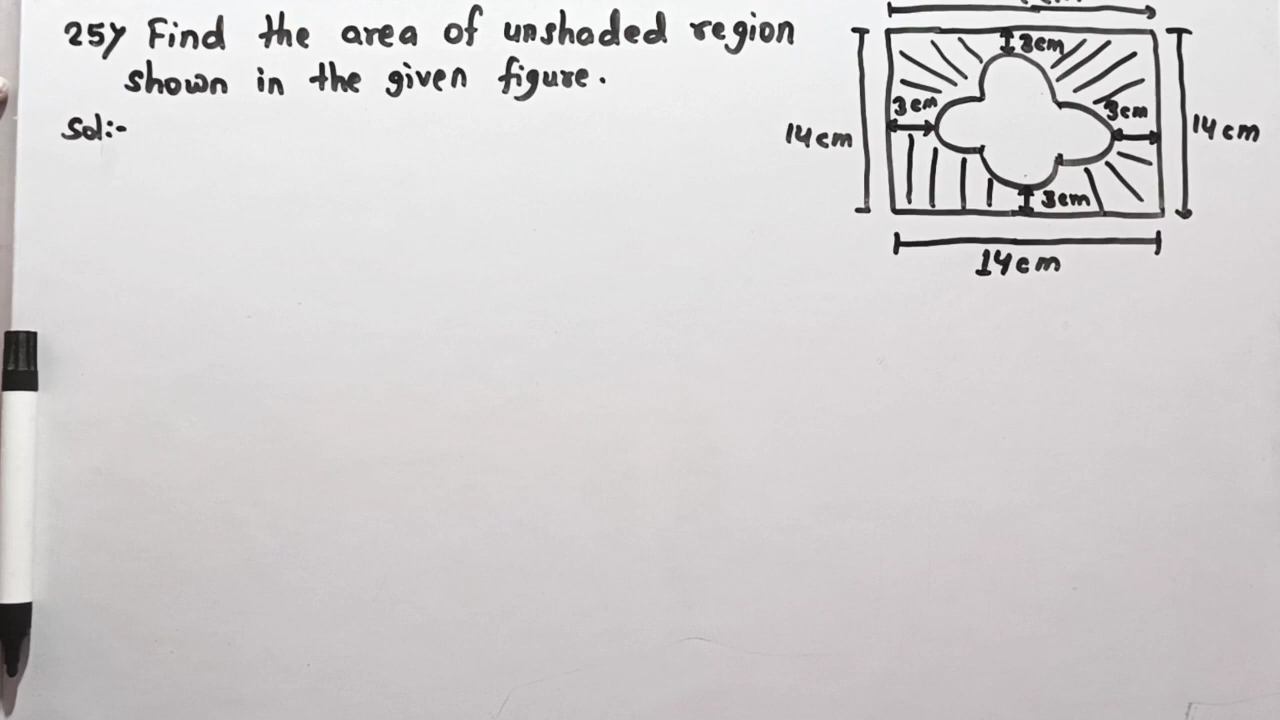 25) Find the area of unshaded region
shown in the given figure.
Sol:-
3cm
3cm
3cm
14cm
14cm
3cm
14cm